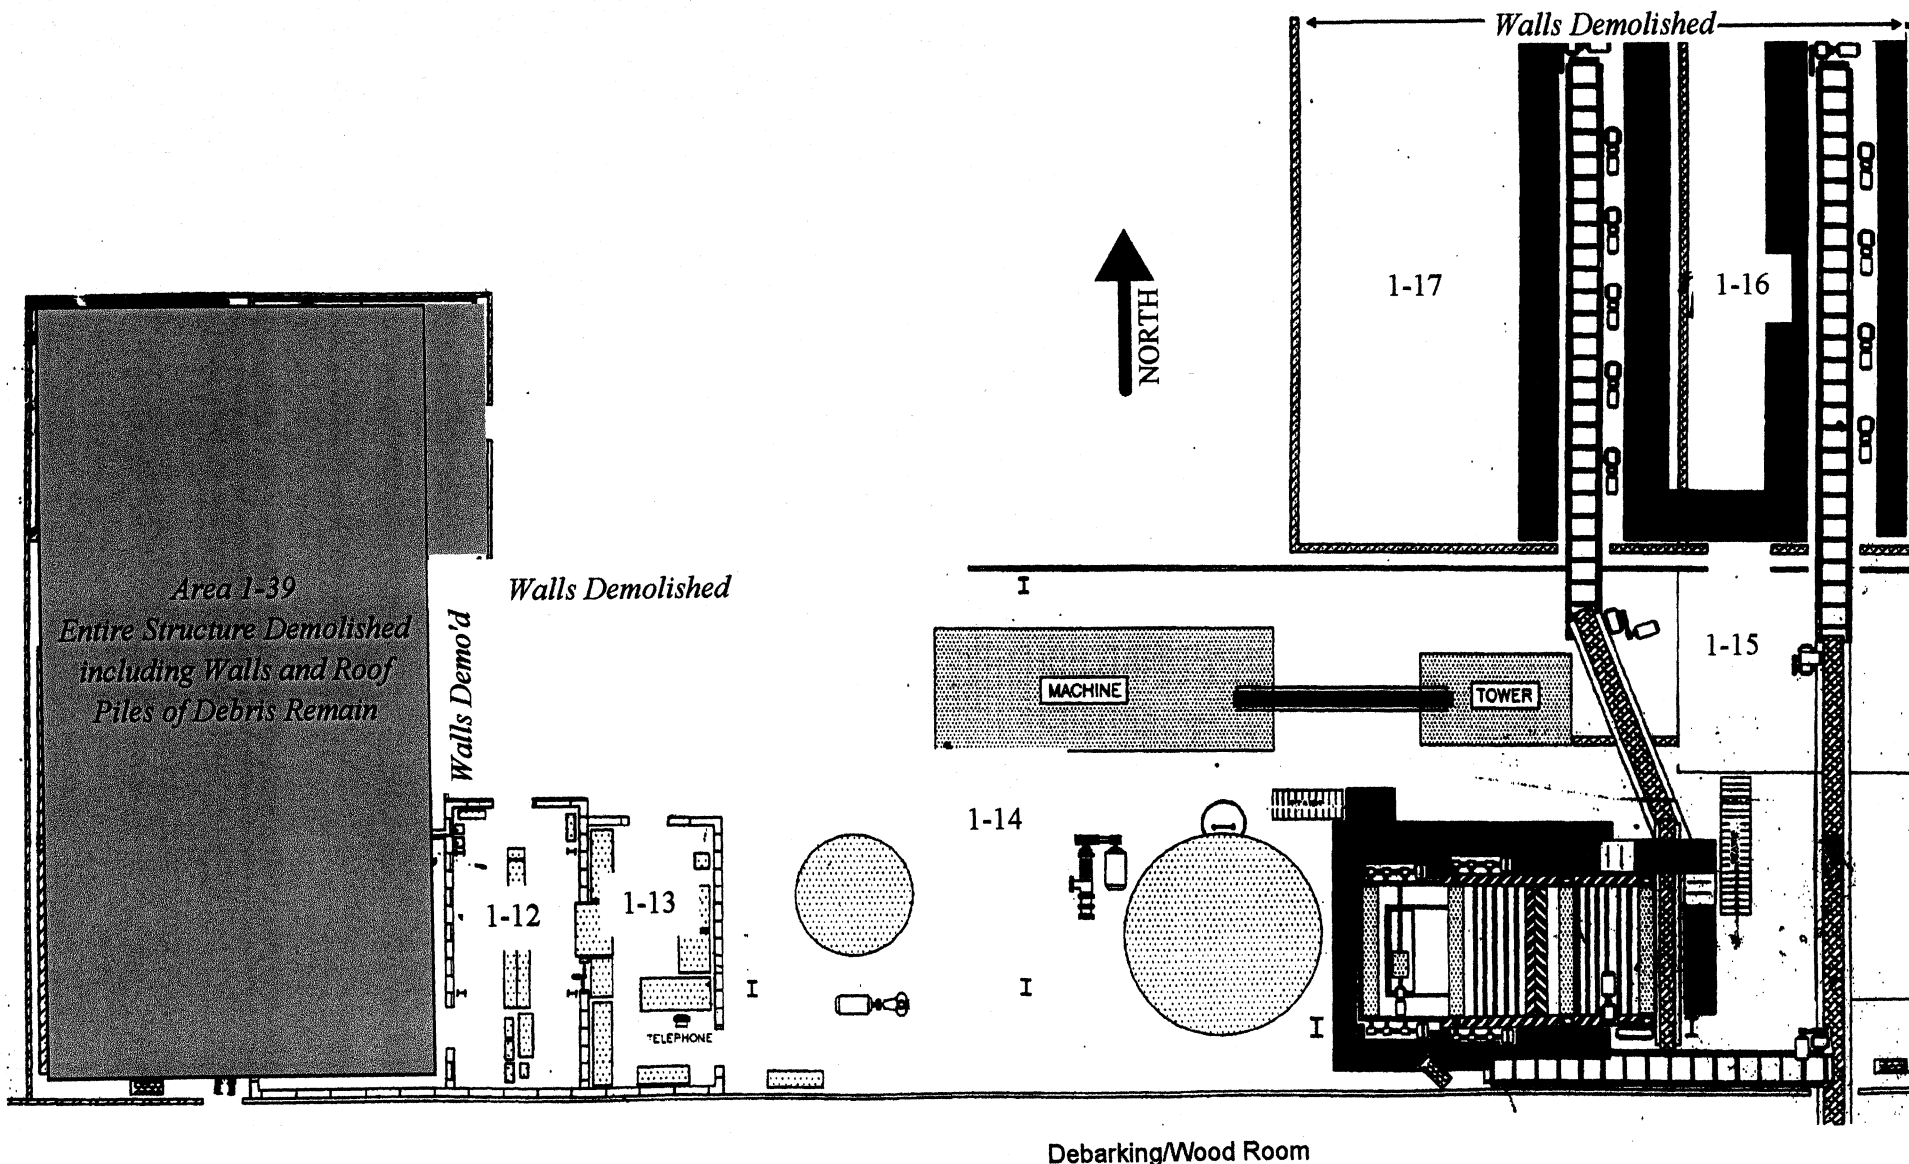 Walls Demolished
1-17
1-16
NORTH
Area 1-39
Entire Structure Demolished
including Walls and Roof
Piles of Debris Remain
Walls Demolished
Walls Demo'd
1-15
MACHINE
TOWER
1-14
1-12
1-13
TELEPHONE
Debarking/Wood Room